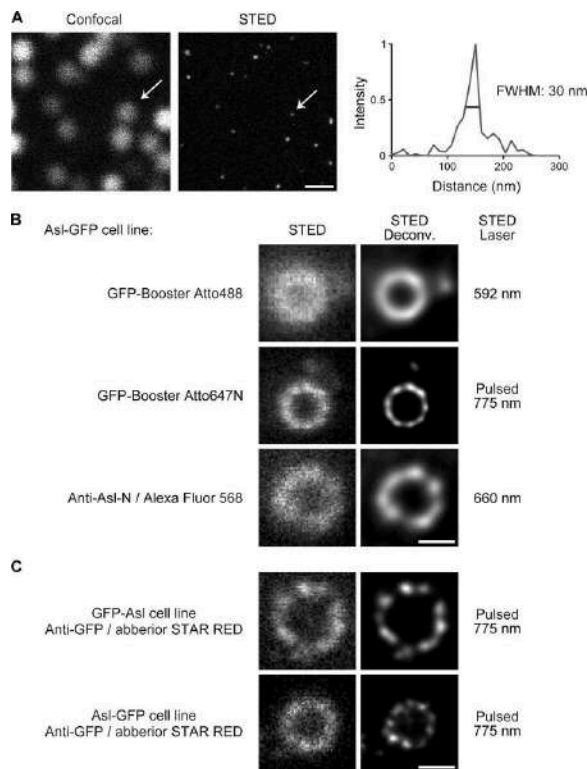 A
Confocal
STED
Intensity
1
0.5
0
FWHM: 30 nm
0 100 200 300
Distance (nm)
B
Asl-GFP cell line:
STED
STED
Deconv.
STED
Laser
GFP-Booster Atto488
592 nm
GFP-Booster Atto647N
Pulsed
775 nm
Anti-Asl-N / Alexa Fluor 568
660 nm
C
GFP-Asl cell line
Anti-GFP / abberior STAR RED
Pulsed
775 nm
Asl-GFP cell line
Anti-GFP / abberior STAR RED
Pulsed
775 nm